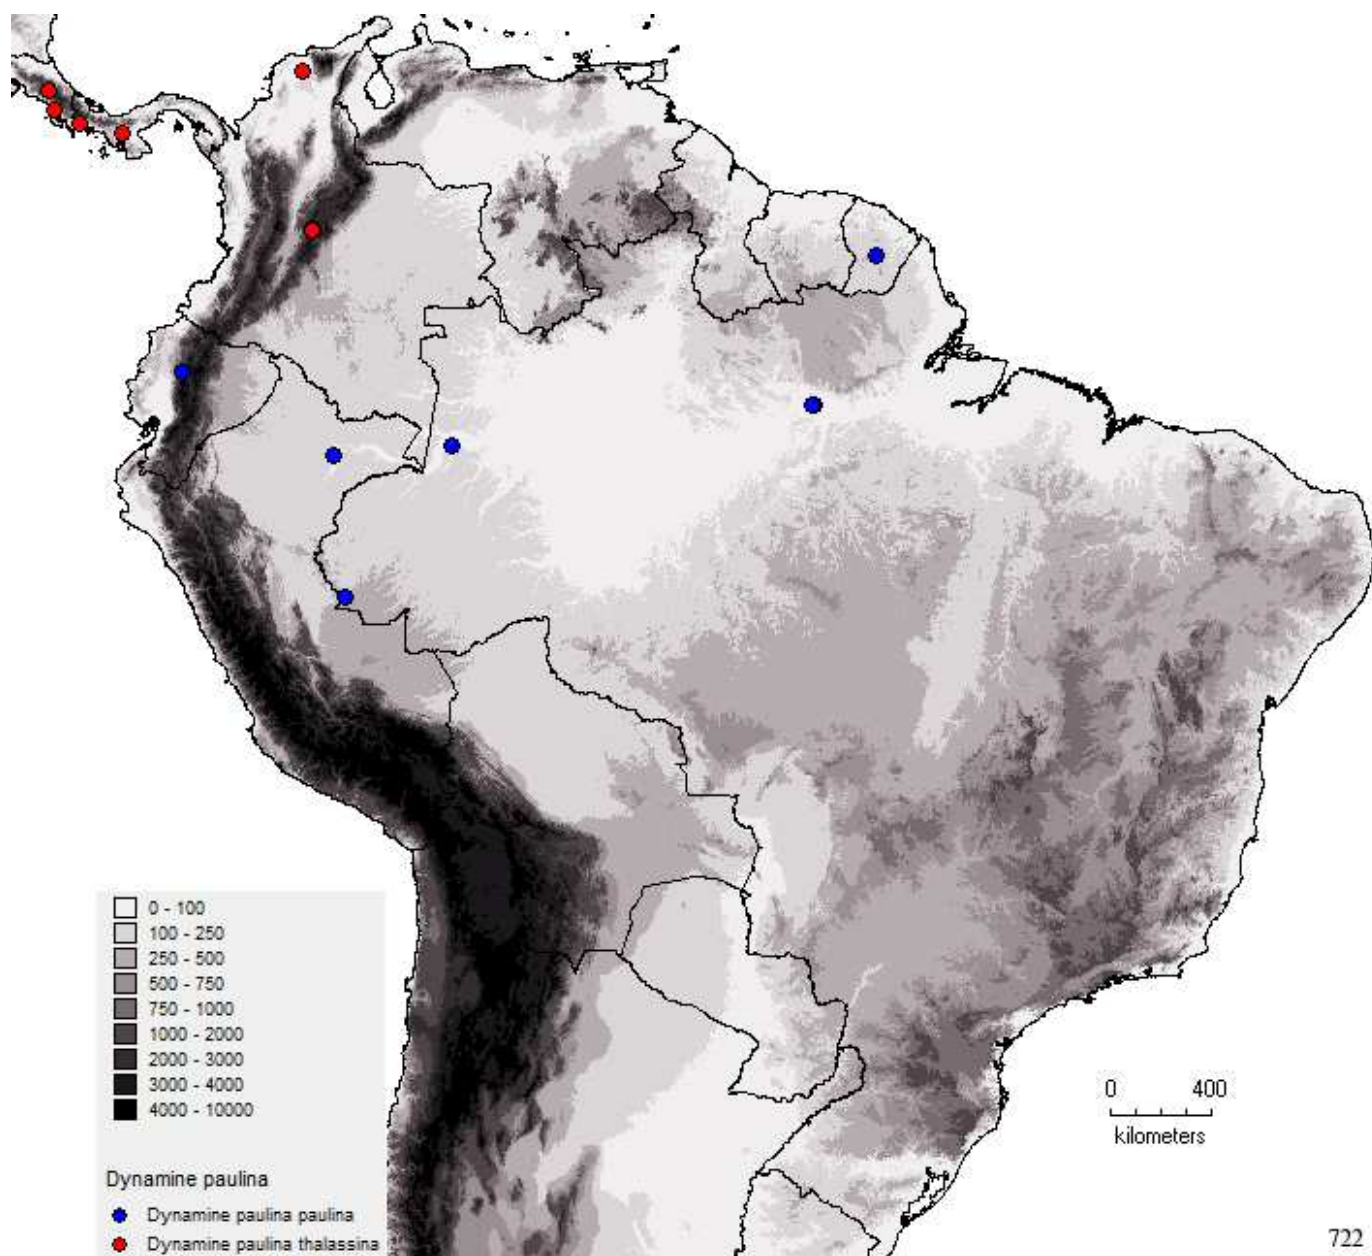 0 - 100
100 - 250
250 - 500
500 - 750
750 - 1000
1000 - 2000
2000 - 3000
3000 - 4000
4000 - 10000
Dynamine paulina
Dynamine paulina paulina
Dynamine paulina thalassina
0 400
kilometers
722